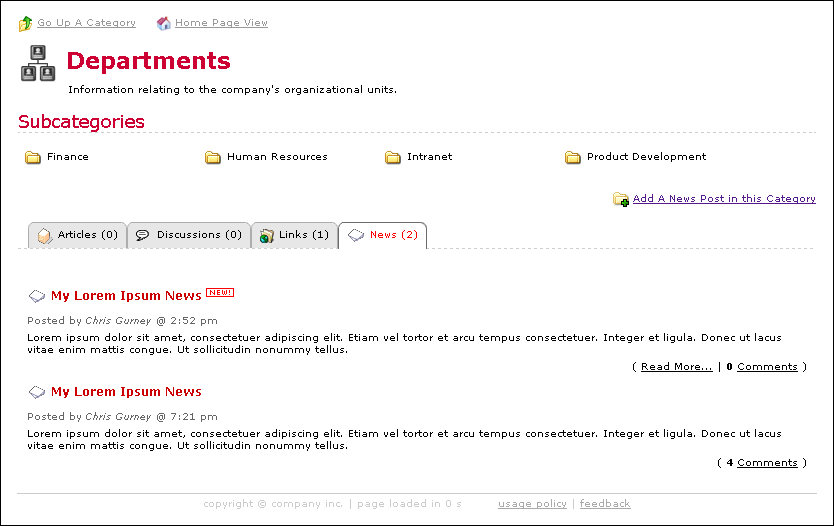 Go Up A Category Home Page View
Departments
Information relating to the company's organizational units.
Subcategories
Finance Human Resources Intranet Product Development
Add A News Post in this Category
Articles (0) Discussions (0) Links (1) News (2)
My Lorem Ipsum News NEW!
Posted by Chris Gurney @ 2:52 pm
Lorem ipsum dolor sit amet, consectetuer adipiscing elit. Etiam vel tortor et arcu tempus consectetuer. Integer et ligula. Donec ut lacus
vitae enim mattis congue. Ut sollicitudin nonummy tellus.
( Read More... | 0 Comments )
My Lorem Ipsum News
Posted by Chris Gurney @ 7:21 pm
Lorem ipsum dolor sit amet, consectetuer adipiscing elit. Etiam vel tortor et arcu tempus consectetuer. Integer et ligula. Donec ut lacus
vitae enim mattis congue. Ut sollicitudin nonummy tellus.
( 4 Comments )
copyright © company inc. | page loaded in 0 s usage policy | feedback